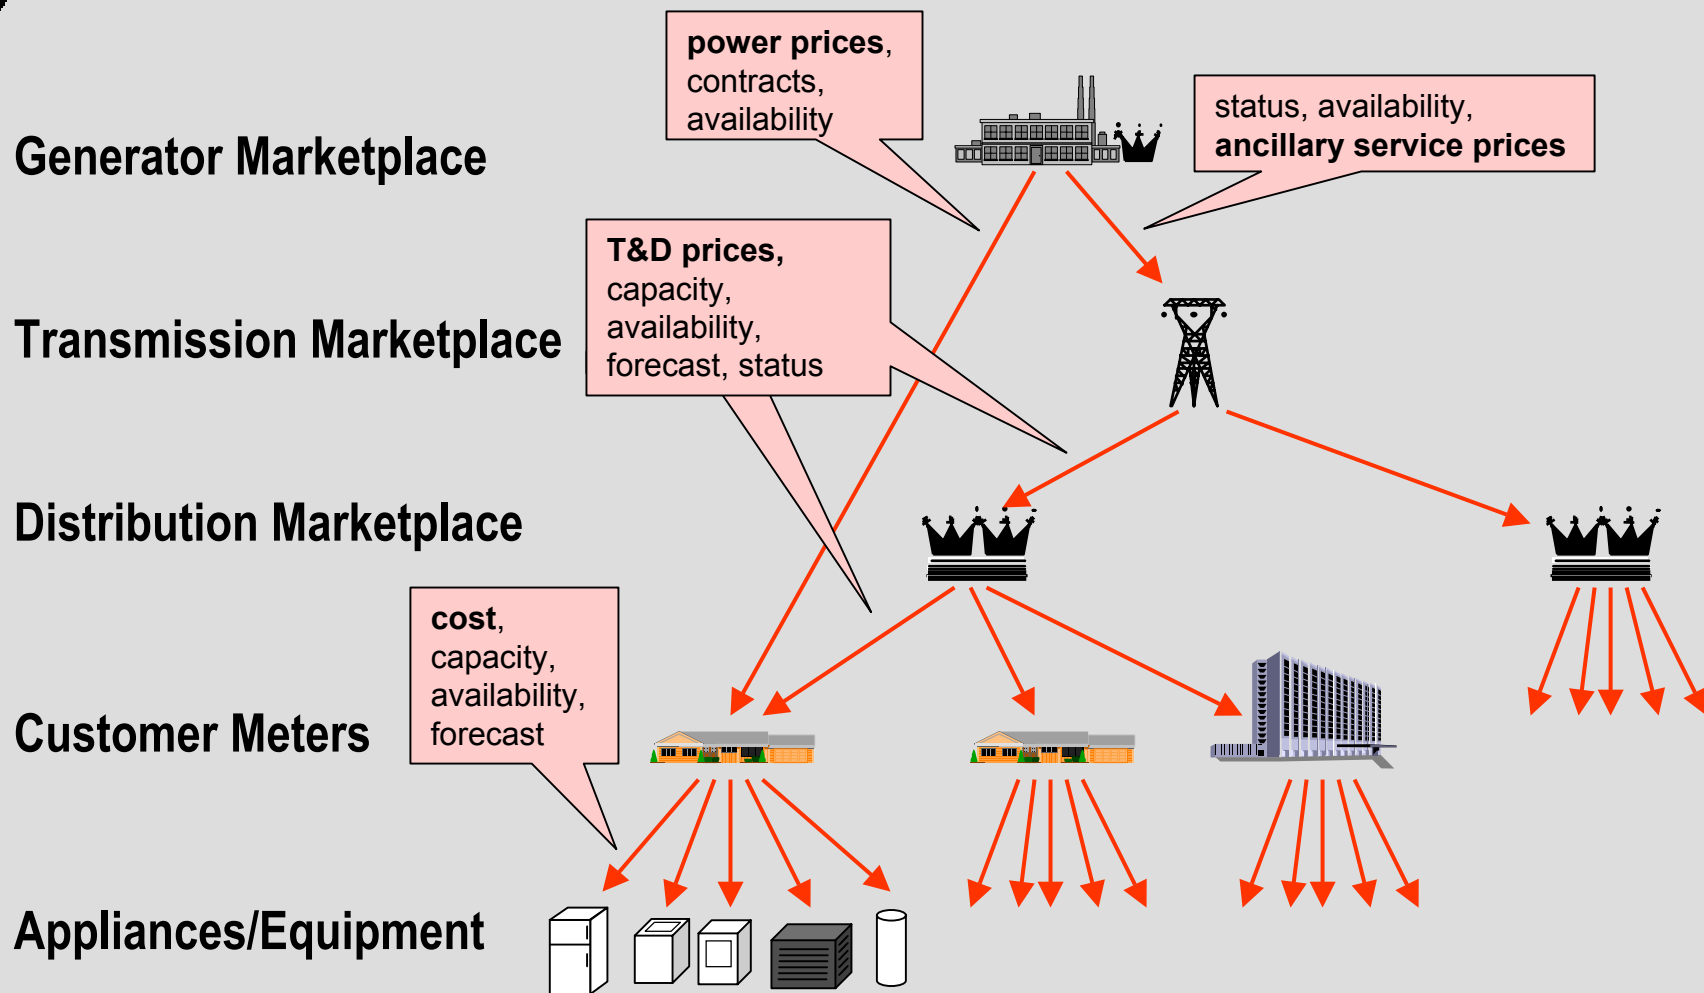 power prices,
contracts,
availability
status, availability,
ancillary service prices
Generator Marketplace
T&D prices,
capacity,
availability,
forecast, status
Transmission Marketplace
Distribution Marketplace
cost,
capacity,
availability,
forecast
Customer Meters
Appliances/Equipment